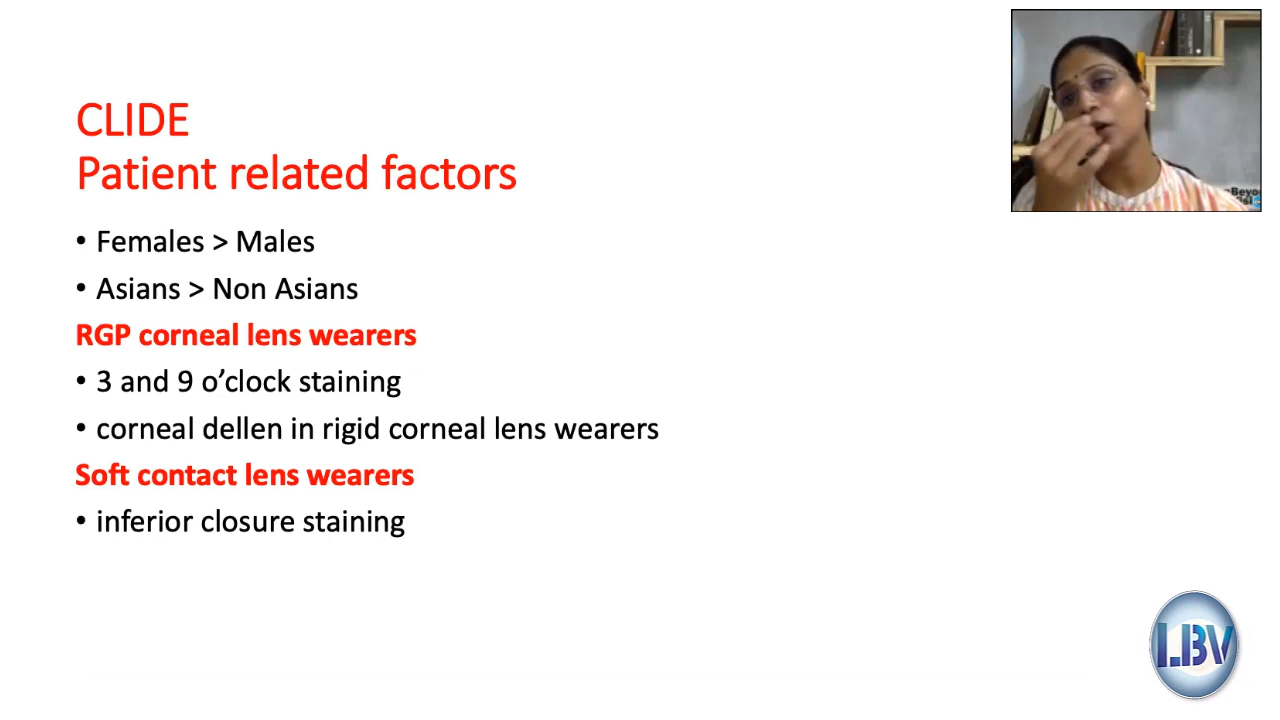 CLIDE
Patient related factors
• Females > Males
• Asians > Non Asians
RGP corneal lens wearers
• 3 and 9 o’clock staining
• corneal dellen in rigid corneal lens wearers
Soft contact lens wearers
• inferior closure staining
LBV